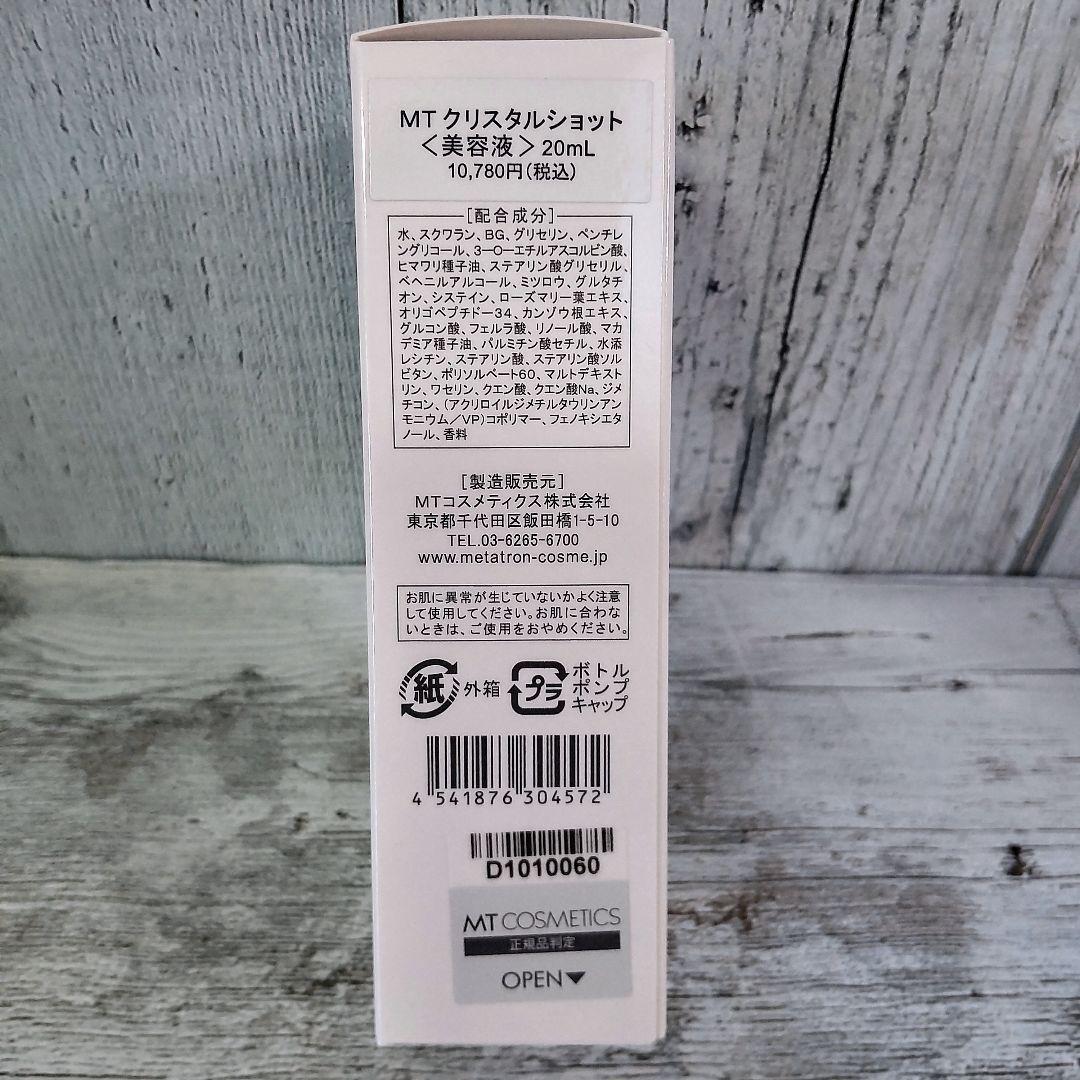 MT クリスタルショット
＜美容液＞20mL
10,780円(税込)
[配合成分]
水、スクワラン、BG、グリセリン、ペンチレ
ングリコール、3ーOーエチルアスコルビン酸、
ヒマワリ種子油、ステアリン酸グリセリル、
ベヘニルアルコール、ミツロウ、グルタチ
オン、システイン、ローズマリー葉エキス、
オリゴペプチドー34、カンゾウ根エキス、
グルコン酸、フェルラ酸、リノール酸、マカ
デミア種子油、パルミチン酸セチル、水添
レシチン、ステアリン酸、ステアリン酸ソル
ビタン、ポリソルベート60、マルトデキスト
リン、ワセリン、クエン酸、クエン酸Na、ジメ
チコン、(アクリロイルジメチルタウリンアン
モニウム／VP)コポリマー、フェノキシエタ
ノール、香料
[製造販売元]
MTコスメティクス株式会社
東京都千代田区飯田橋1-5-10
TEL.03-6265-6700
www.metatron-cosme.jp
お肌に異常が生じていないかよく注意
して使用してください。お肌に合わな
いときは、ご使用をおやめください。
紙 外箱
プラ ボトル
ポンプ
キャップ
4 541876 304572
D1010060
MT COSMETICS
正規品判定
OPEN▼